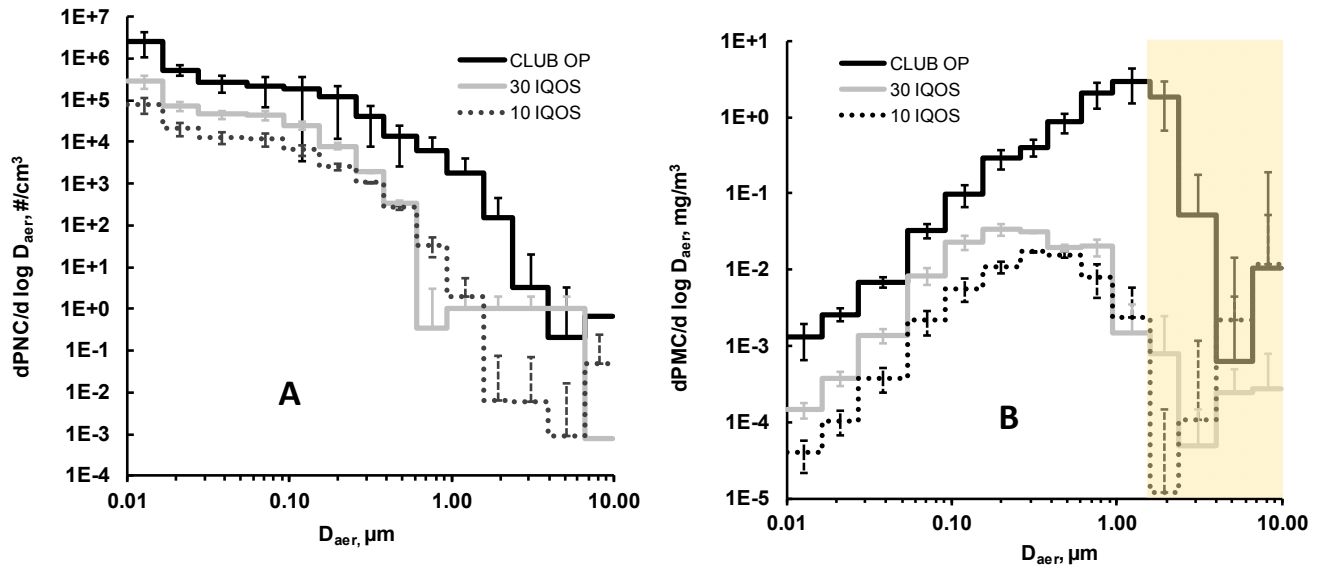 1E+7
1E+6
1E+5
1E+4
1E+3
1E+2
1E+1
1E+0
1E-1
1E-2
1E-3
1E-4
dPNC/d log Daer, #/cm³
CLUB OP
30 IQOS
10 IQOS
A
0.01 0.10 1.00 10.00
Daer, µm
1E+1
1E+0
1E-1
1E-2
1E-3
1E-4
1E-5
dPMC/d log Daer, mg/m³
CLUB OP
30 IQOS
10 IQOS
B
0.01 0.10 1.00 10.00
Daer, µm